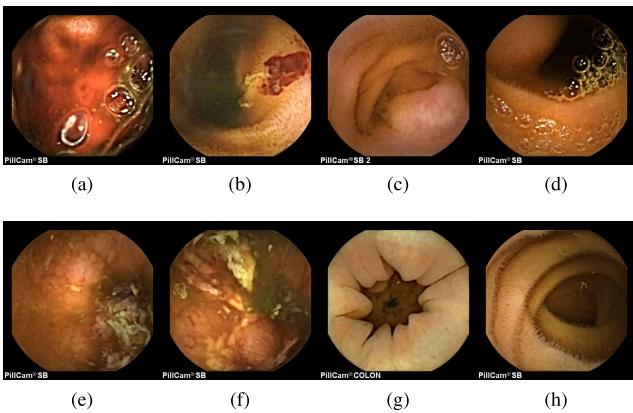 PillCam® SB PillCam® SB PillCam® SB 2 PillCam® SB
(a) (b) (c) (d)
PillCam® SB PillCam® SB PillCam® COLON PillCam® SB
(e) (f) (g) (h)